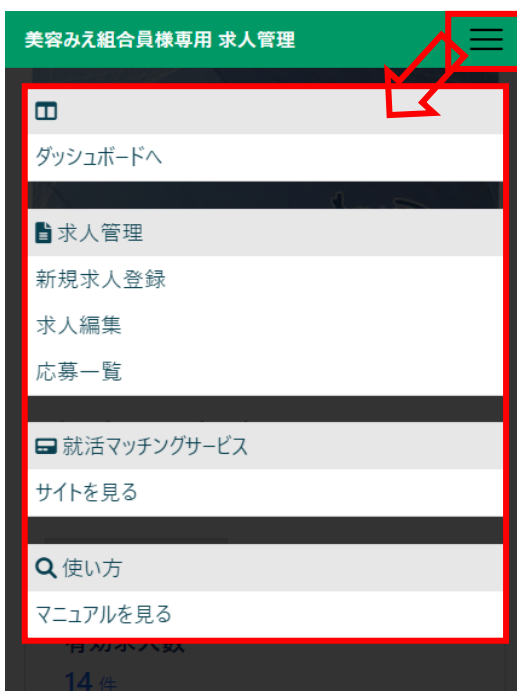 美容みえ組合員様専用 求人管理
ダッシュボードへ
求人管理
新規求人登録
求人編集
応募一覧
就活マッチングサービス
サイトを見る
使い方
マニュアルを見る
有効求人数
14 件